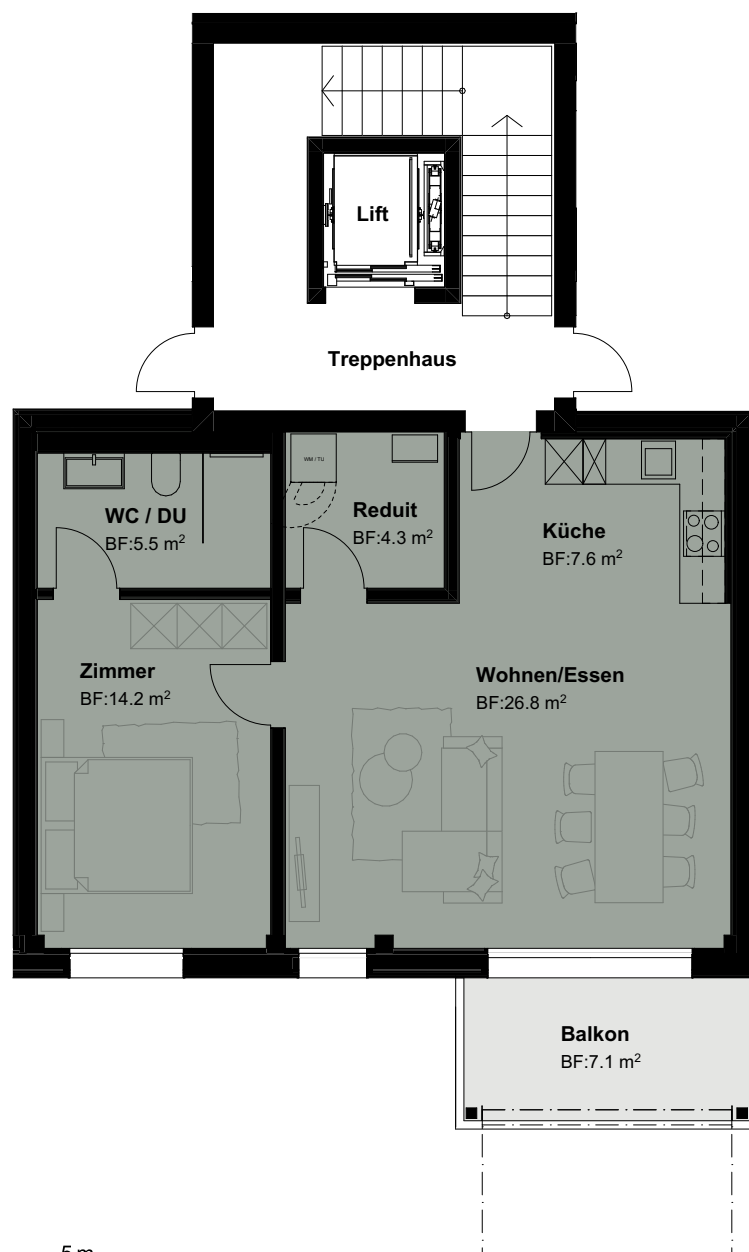 Lift
Treppenhaus
WM / TU
WC / DU
BF:5.5 m²
Reduit
BF:4.3 m²
Küche
BF:7.6 m²
Zimmer
BF:14.2 m²
Wohnen/Essen
BF:26.8 m²
Balkon
BF:7.1 m²
5 m